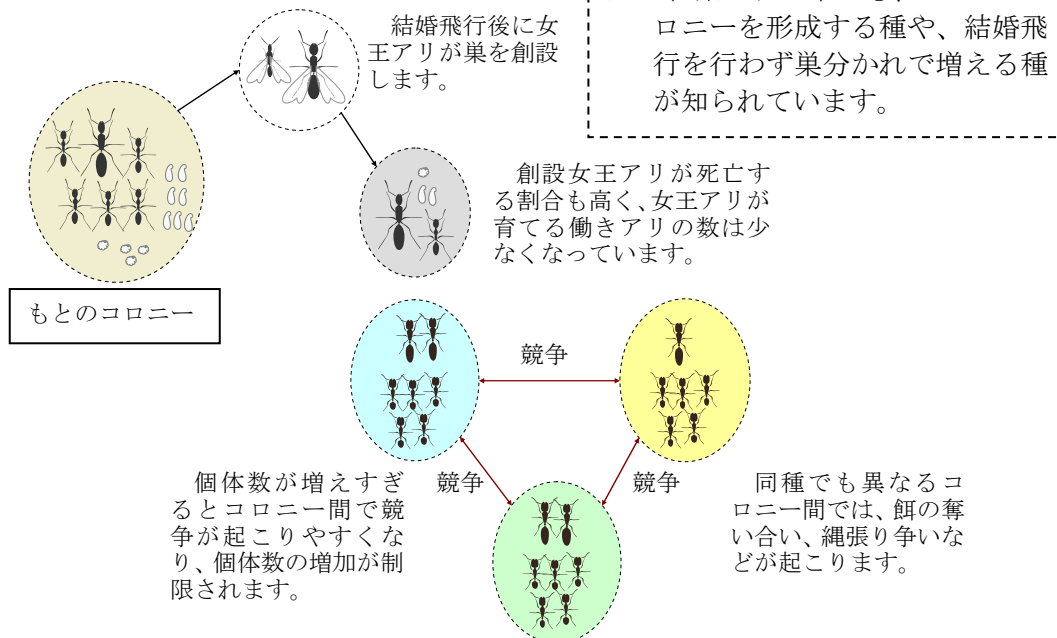 ロニーを形成する種や、結婚飛
行を行わず巣分かれで増える種
が知られています。
結婚飛行後に女
王アリが巣を創設
します。
創設女王アリが死亡す
る割合も高く、女王アリが
育てる働きアリの数は少
なくなっています。
もとのコロニー
競争
競争
競争
個体数が増えすぎ
るとコロニー間で競
争が起こりやすくな
り、個体数の増加が制
限されます。
同種でも異なるコ
ロニー間では、餌の奪
い合い、縄張り争いな
どが起こります。